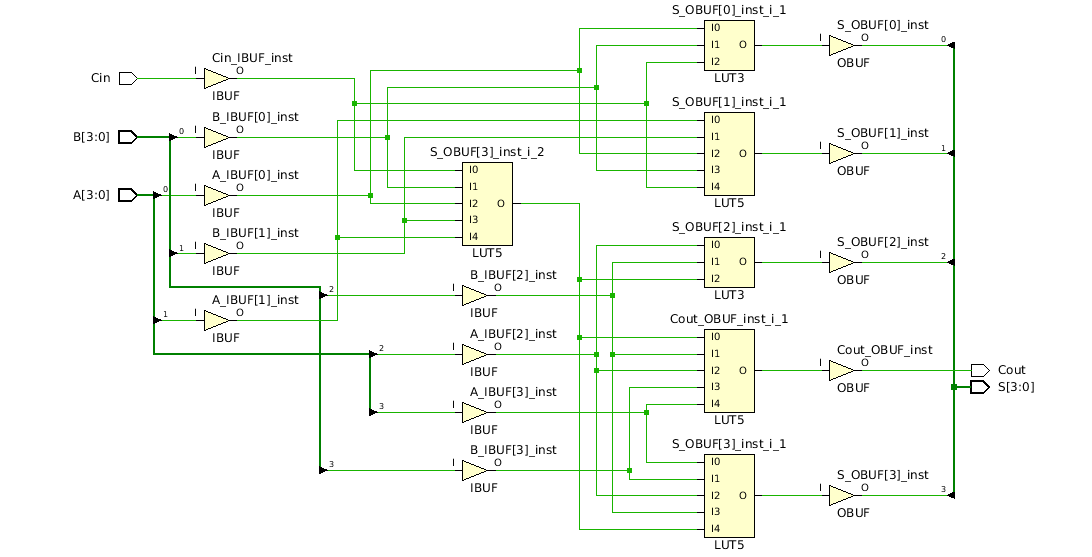 S_OBUF[0]_inst_i_1
I0
I1 O
I2
LUT3
S_OBUF[0]_inst
I O
OBUF
0
Cin
Cin_IBUF_inst
I O
IBUF
B[3:0]
0
B_IBUF[0]_inst
I O
IBUF
A[3:0]
0
A_IBUF[0]_inst
I O
IBUF
1
B_IBUF[1]_inst
I O
IBUF
1
A_IBUF[1]_inst
I O
IBUF
S_OBUF[3]_inst_i_2
I0
I1
I2 O
I3
I4
LUT5
S_OBUF[1]_inst_i_1
I0
I1
I2 O
I3
I4
LUT5
S_OBUF[1]_inst
I O
OBUF
1
S_OBUF[2]_inst_i_1
I0
I1 O
I2
LUT3
S_OBUF[2]_inst
I O
OBUF
2
2
B_IBUF[2]_inst
I O
IBUF
2
A_IBUF[2]_inst
I O
IBUF
3
A_IBUF[3]_inst
I O
IBUF
3
B_IBUF[3]_inst
I O
IBUF
Cout_OBUF_inst_i_1
I0
I1
I2 O
I3
I4
LUT5
Cout_OBUF_inst
I O
OBUF
Cout
S[3:0]
S_OBUF[3]_inst_i_1
I0
I1
I2 O
I3
I4
LUT5
S_OBUF[3]_inst
I O
OBUF
3